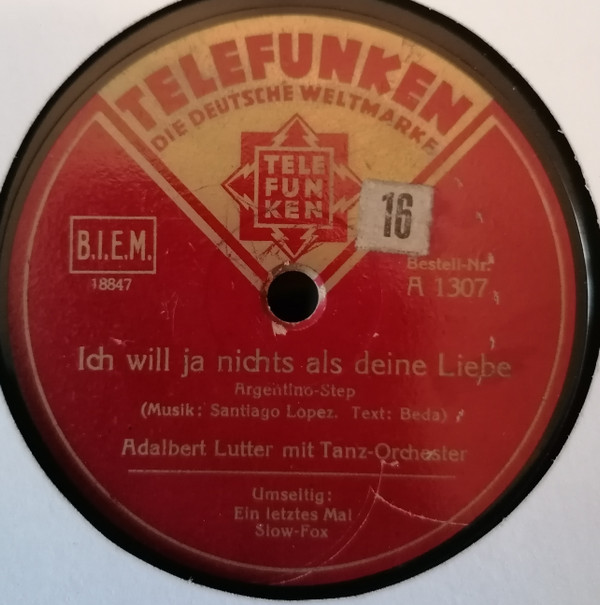 TELEFUNKEN
DIE DEUTSCHE WELTMARKE
TELE
FUN
KEN
16
B.I.E.M.
18847
Bestell-Nr.
A 1307
Ich will ja nichts als deine Liebe
Argentino-Step
(Musik: Santiago Lopez. Text: Beda)
Adalbert Lutter mit Tanz-Orchester
Umseitig:
Ein letztes Mal
Slow-Fox